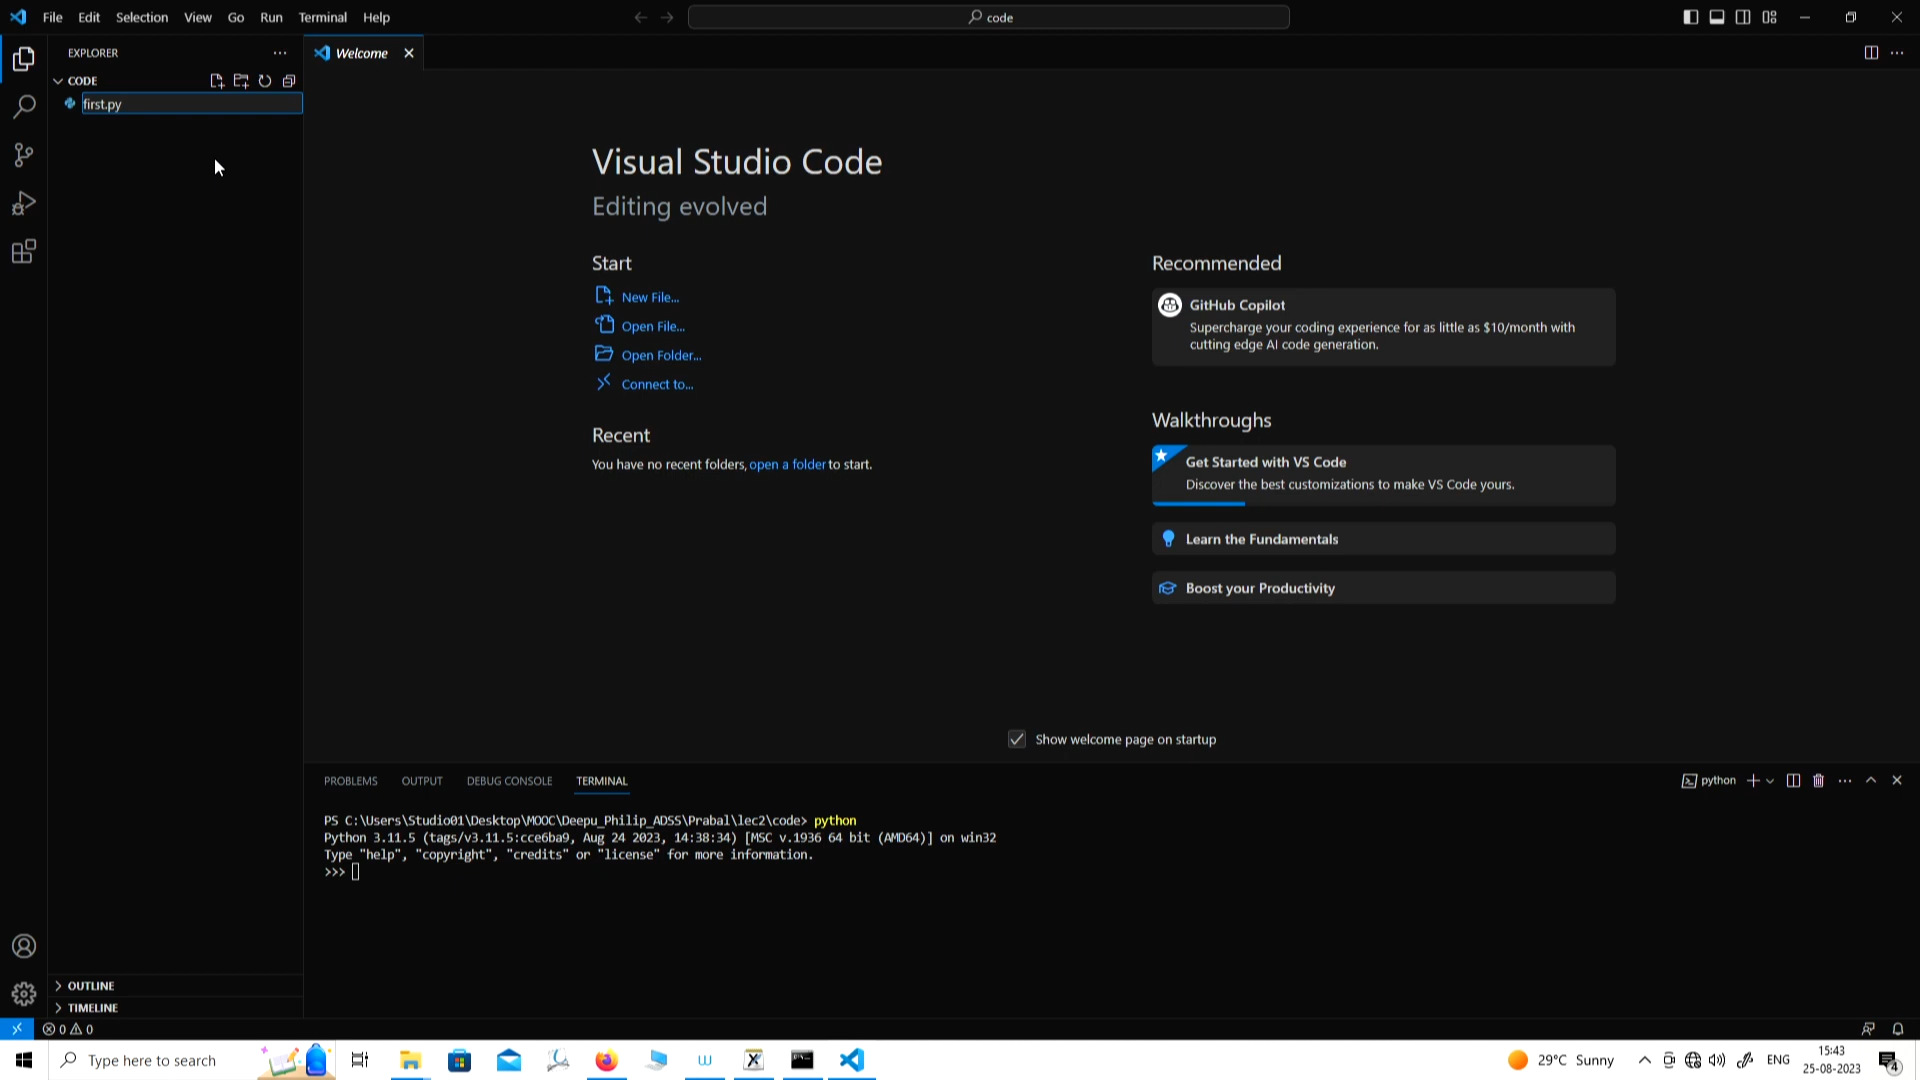 File Edit Selection View Go Run Terminal Help
code
EXPLORER
Welcome
CODE
first.py
Visual Studio Code
Editing evolved
Start
New File...
Open File...
Open Folder...
Connect to...
Recent
You have no recent folders, open a folder to start.
Recommended
GitHub Copilot
Supercharge your coding experience for as little as $10/month with
cutting edge AI code generation.
Walkthroughs
Get Started with VS Code
Discover the best customizations to make VS Code yours.
Learn the Fundamentals
Boost your Productivity
Show welcome page on startup
PROBLEMS OUTPUT DEBUG CONSOLE TERMINAL
python
PS C:\Users\Studio01\Desktop\MOOC\Deepu_Philip_ADSS\Prabal\lec2\code> python
Python 3.11.5 (tags/v3.11.5:cce6ba9, Aug 24 2023, 14:38:34) [MSC v.1936 64 bit (AMD64)] on win32
Type "help", "copyright", "credits" or "license" for more information.
>>>
OUTLINE
TIMELINE
0 0
Type here to search
29°C Sunny
ENG
15:43
25-08-2023
4